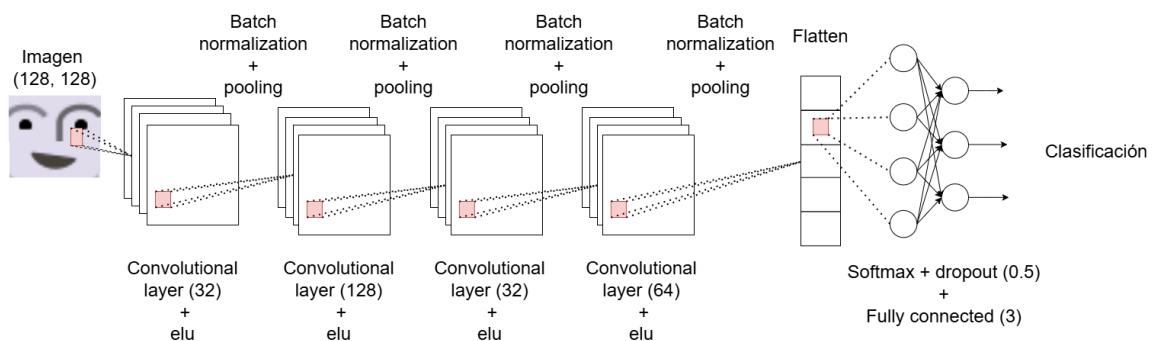 Imagen
(128, 128)
Batch
normalization
+
pooling
Batch
normalization
+
pooling
Batch
normalization
+
pooling
Batch
normalization
+
pooling
Flatten
Clasificación
Convolutional
layer (32)
+
elu
Convolutional
layer (128)
+
elu
Convolutional
layer (32)
+
elu
Convolutional
layer (64)
+
elu
Softmax + dropout (0.5)
+
Fully connected (3)